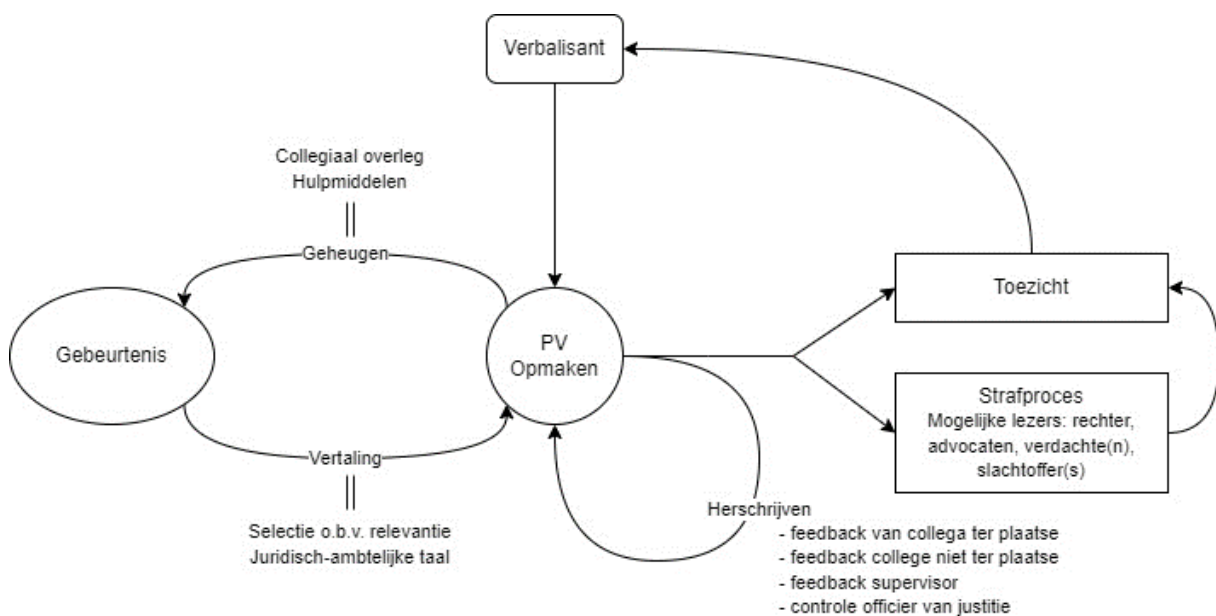 Verbalisant
Collegiaal overleg
Hulpmiddelen
Geheugen
Gebeurtenis
PV
Opmaken
Toezicht
Strafproces
Mogelijke lezers: rechter,
advocaten, verdachte(n),
slachtoffer(s)
Vertaling
Selectie o.b.v. relevantie
Juridisch-ambtelijke taal
Herschrijven
- feedback van collega ter plaatse
- feedback college niet ter plaatse
- feedback supervisor
- controle officier van justitie